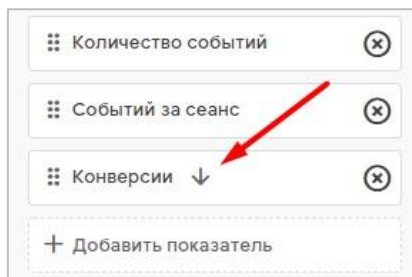 Количество событий
Событий за сеанс
Конверсии
Добавить показатель